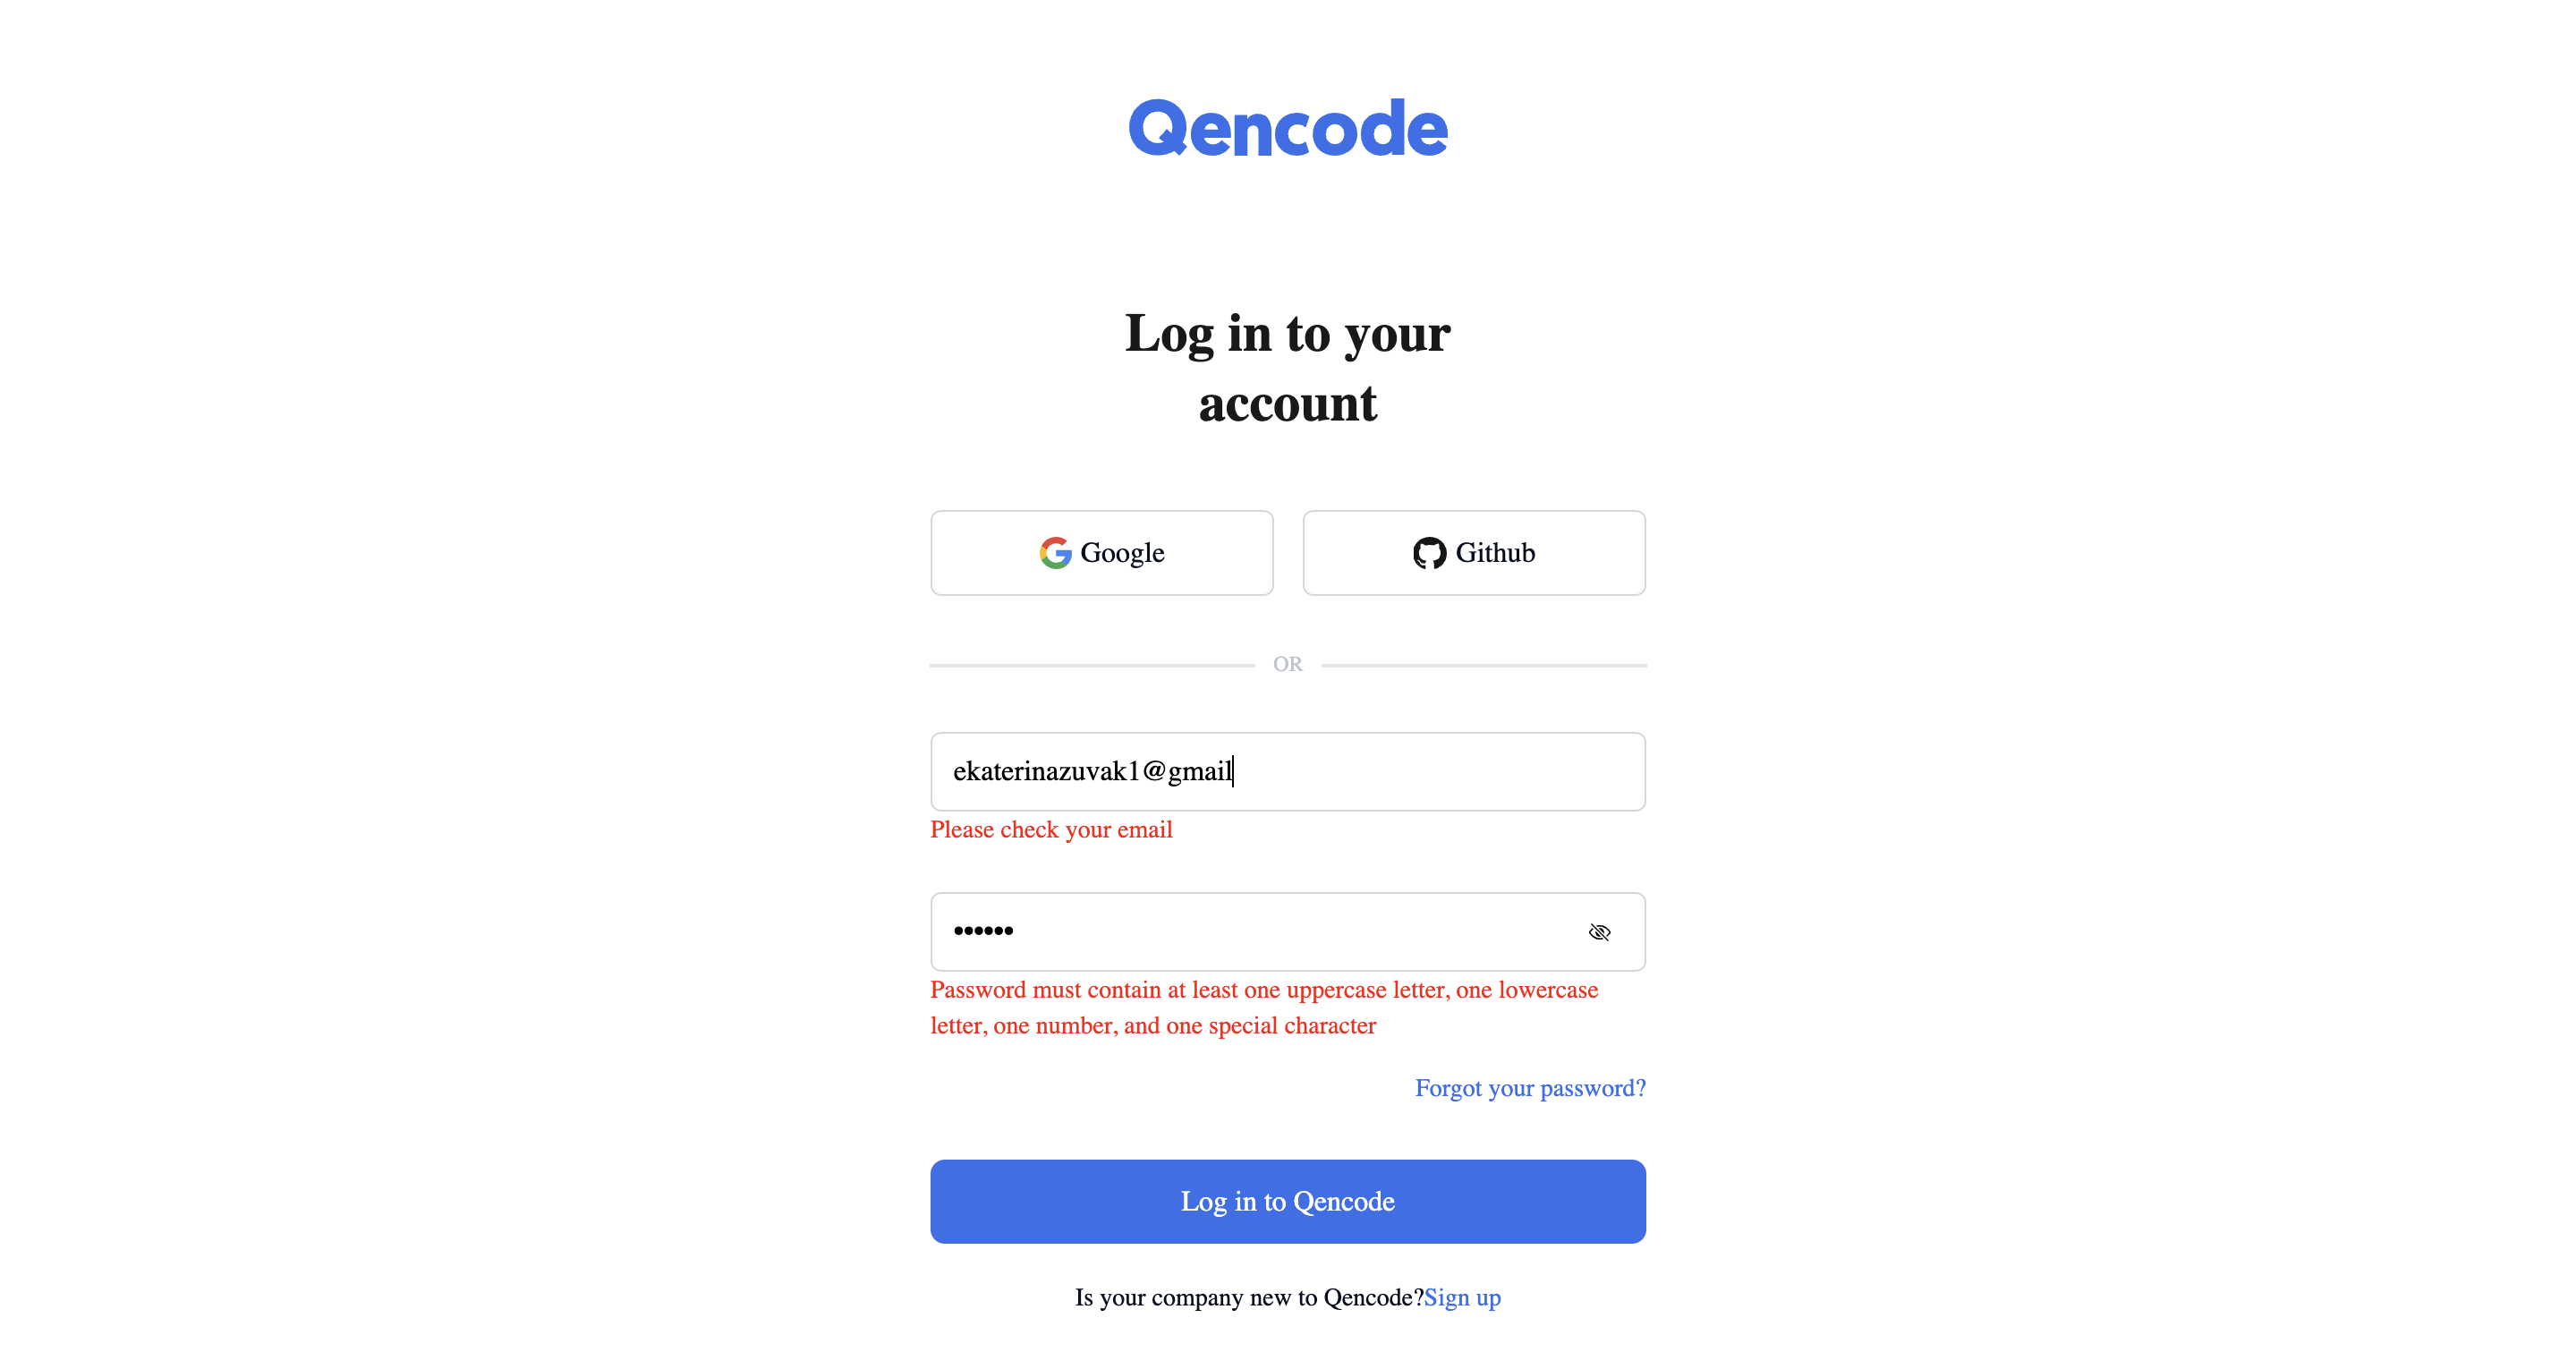 Qencode
Log in to your
account
Google
Github
OR
ekaterinazuvak1@gmail
Please check your email
••••••
Password must contain at least one uppercase letter, one lowercase
letter, one number, and one special character
Forgot your password?
Log in to Qencode
Is your company new to Qencode?Sign up